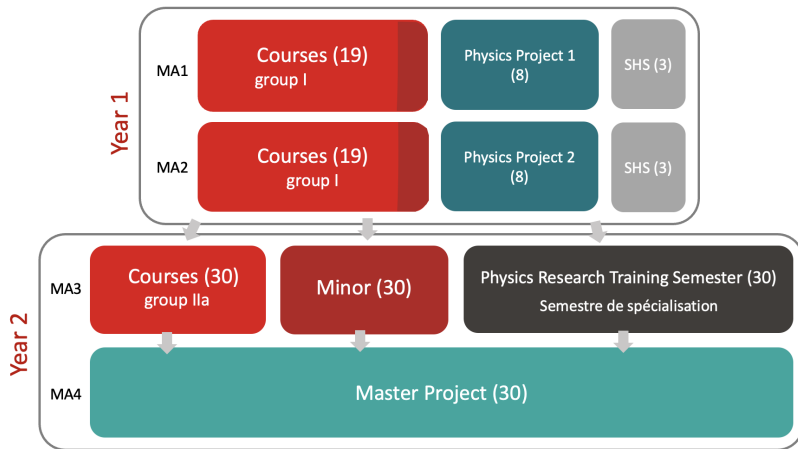 Year 1
MA1
Courses (19)
group I
Physics Project 1
(8)
SHS (3)
MA2
Courses (19)
group I
Physics Project 2
(8)
SHS (3)
Year 2
MA3
Courses (30)
group IIa
Minor (30)
Physics Research Training Semester (30)
Semestre de spécialisation
MA4
Master Project (30)